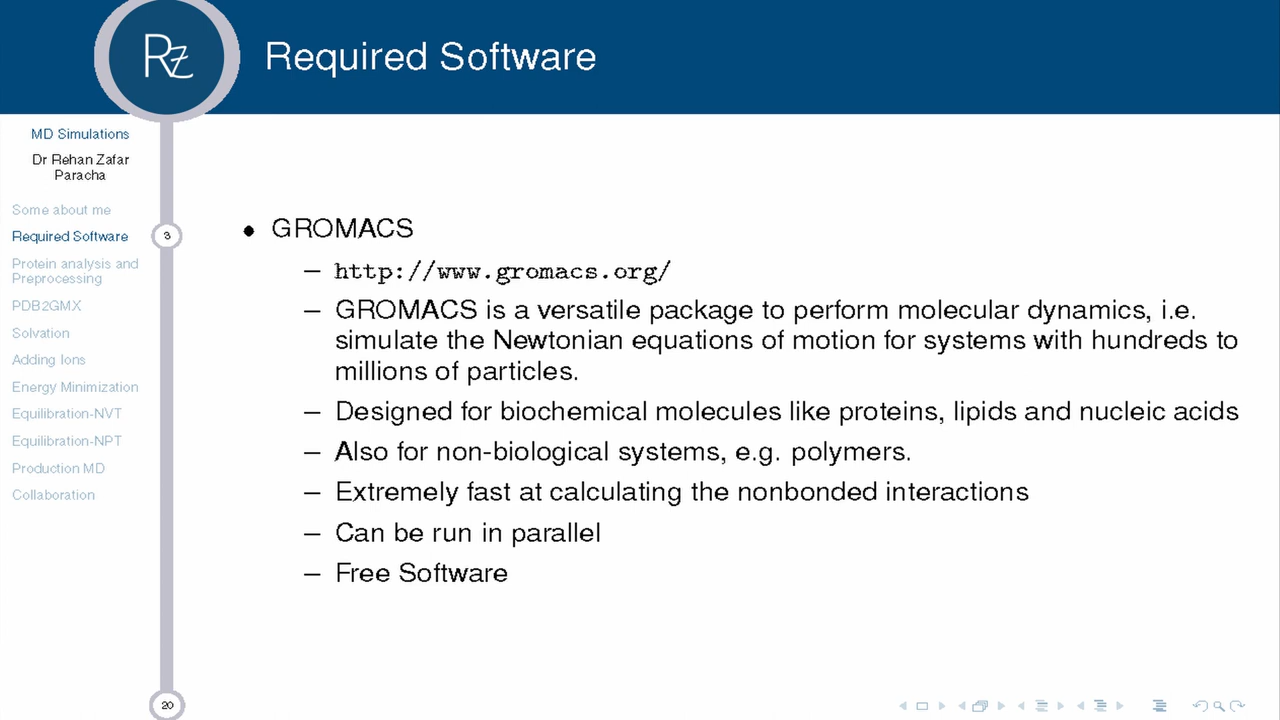 Rz
Required Software
MD Simulations
Dr Rehan Zafar
Paracha
Some about me
Required Software
3
Protein analysis and
Preprocessing
PDB2GMX
Solvation
Adding Ions
Energy Minimization
Equilibration-NVT
Equilibration-NPT
Production MD
Collaboration
20
• GROMACS
– http://www.gromacs.org/
– GROMACS is a versatile package to perform molecular dynamics, i.e.
simulate the Newtonian equations of motion for systems with hundreds to
millions of particles.
– Designed for biochemical molecules like proteins, lipids and nucleic acids
– Also for non-biological systems, e.g. polymers.
– Extremely fast at calculating the nonbonded interactions
– Can be run in parallel
– Free Software